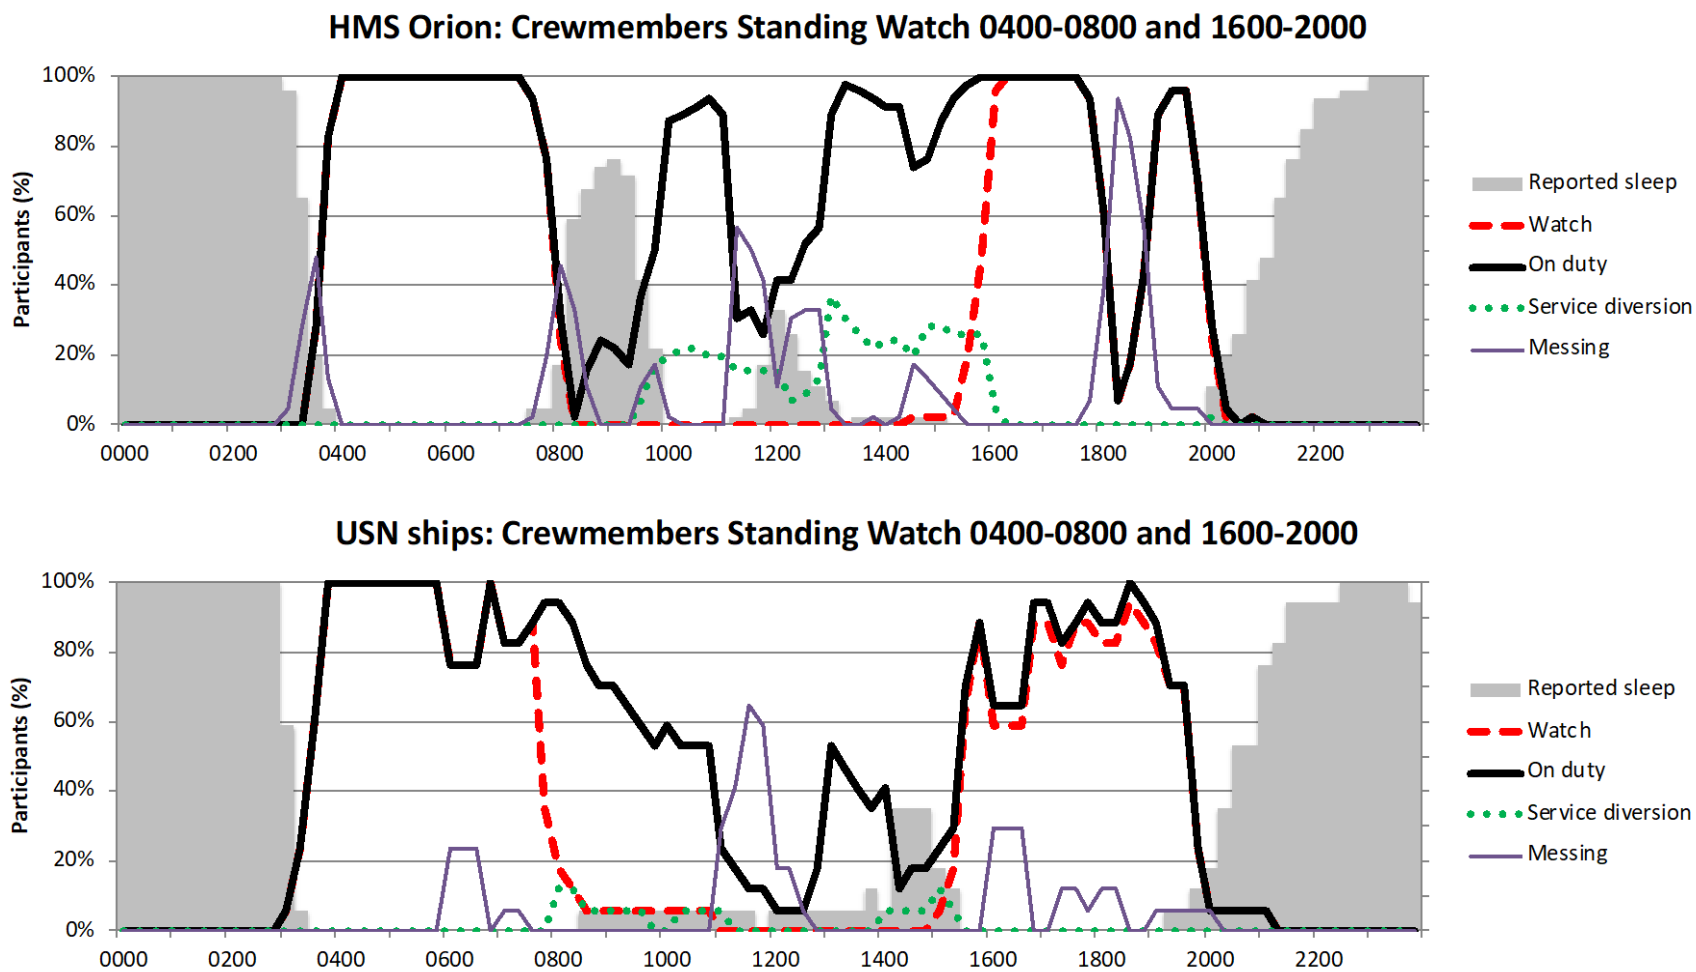 HMS Orion: Crewmembers Standing Watch 0400-0800 and 1600-2000
Participants (%)
100%
80%
60%
40%
20%
0%
0000 0200 0400 0600 0800 1000 1200 1400 1600 1800 2000 2200
Reported sleep
Watch
On duty
Service diversion
Messing
USN ships: Crewmembers Standing Watch 0400-0800 and 1600-2000
Participants (%)
100%
80%
60%
40%
20%
0%
0000 0200 0400 0600 0800 1000 1200 1400 1600 1800 2000 2200
Reported sleep
Watch
On duty
Service diversion
Messing